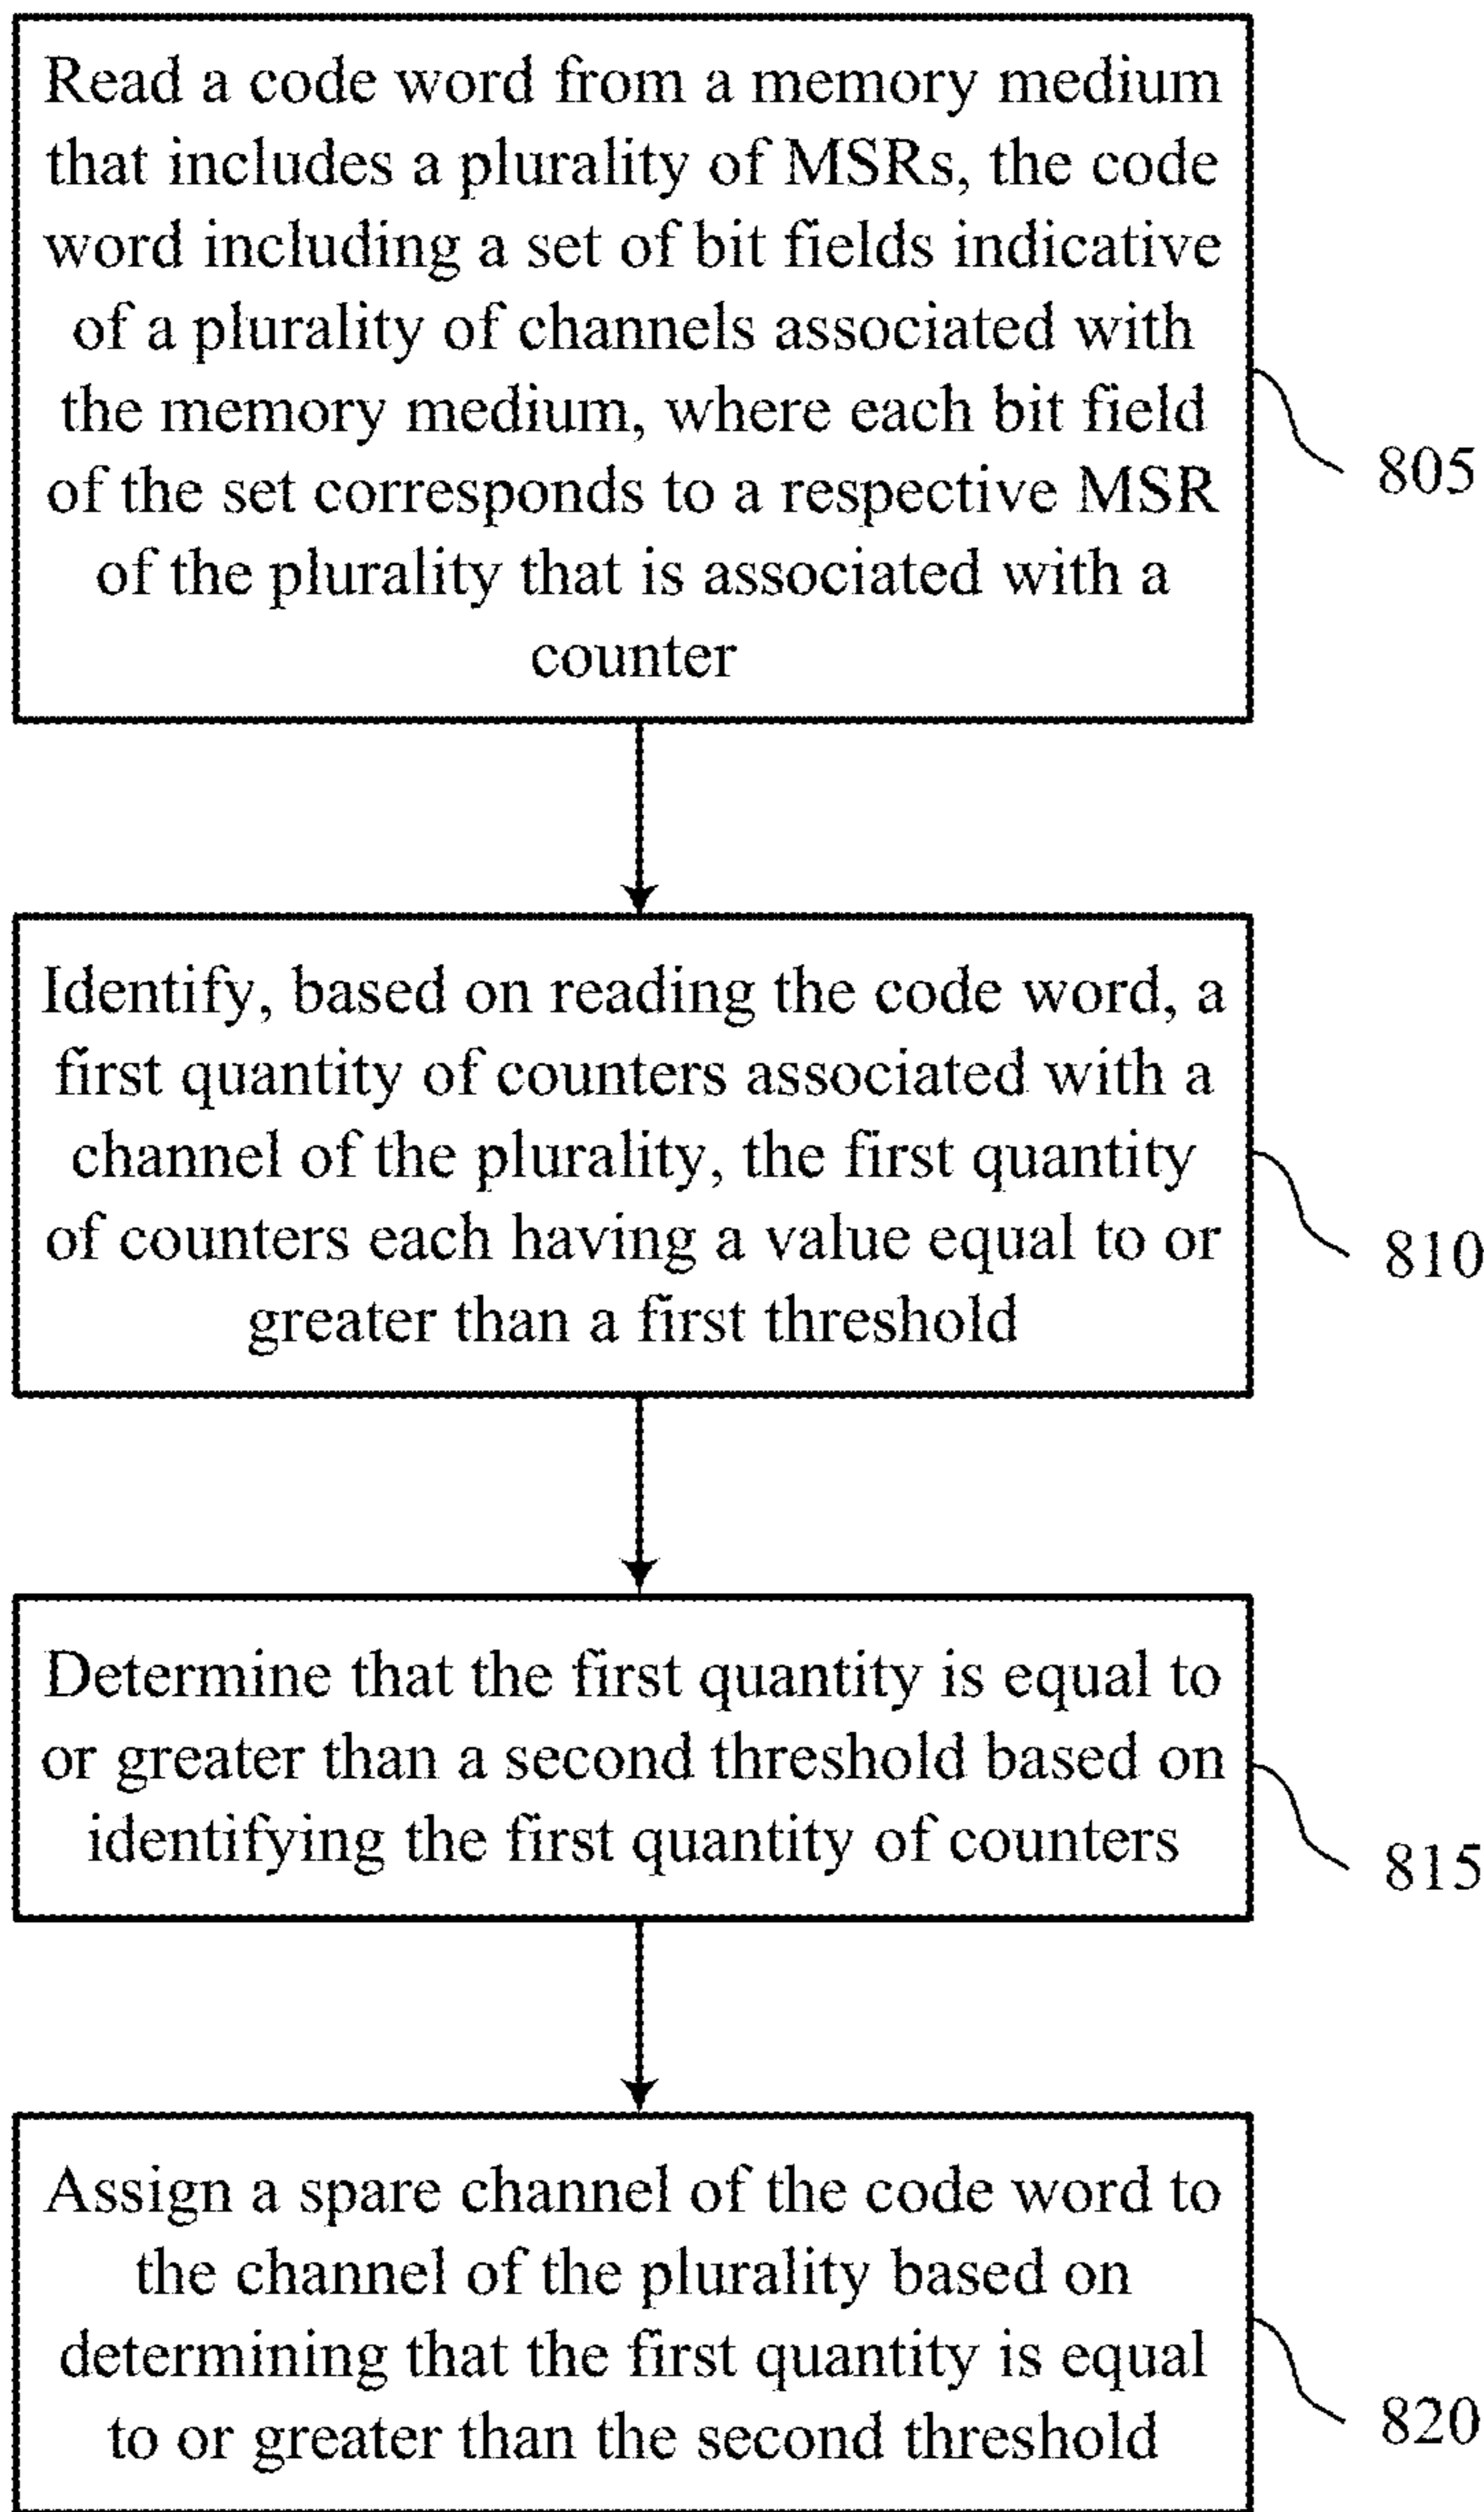 Read a code word from a memory medium
that includes a plurality of MSRs, the code
word including a set of bit fields indicative
of a plurality of channels associated with
the memory medium, where each bit field
of the set corresponds to a respective MSR
of the plurality that is associated with a
counter
805
Identify, based on reading the code word, a
first quantity of counters associated with a
channel of the plurality, the first quantity
of counters each having a value equal to or
greater than a first threshold
810
Determine that the first quantity is equal to
or greater than a second threshold based on
identifying the first quantity of counters
815
Assign a spare channel of the code word to
the channel of the plurality based on
determining that the first quantity is equal
to or greater than the second threshold
820